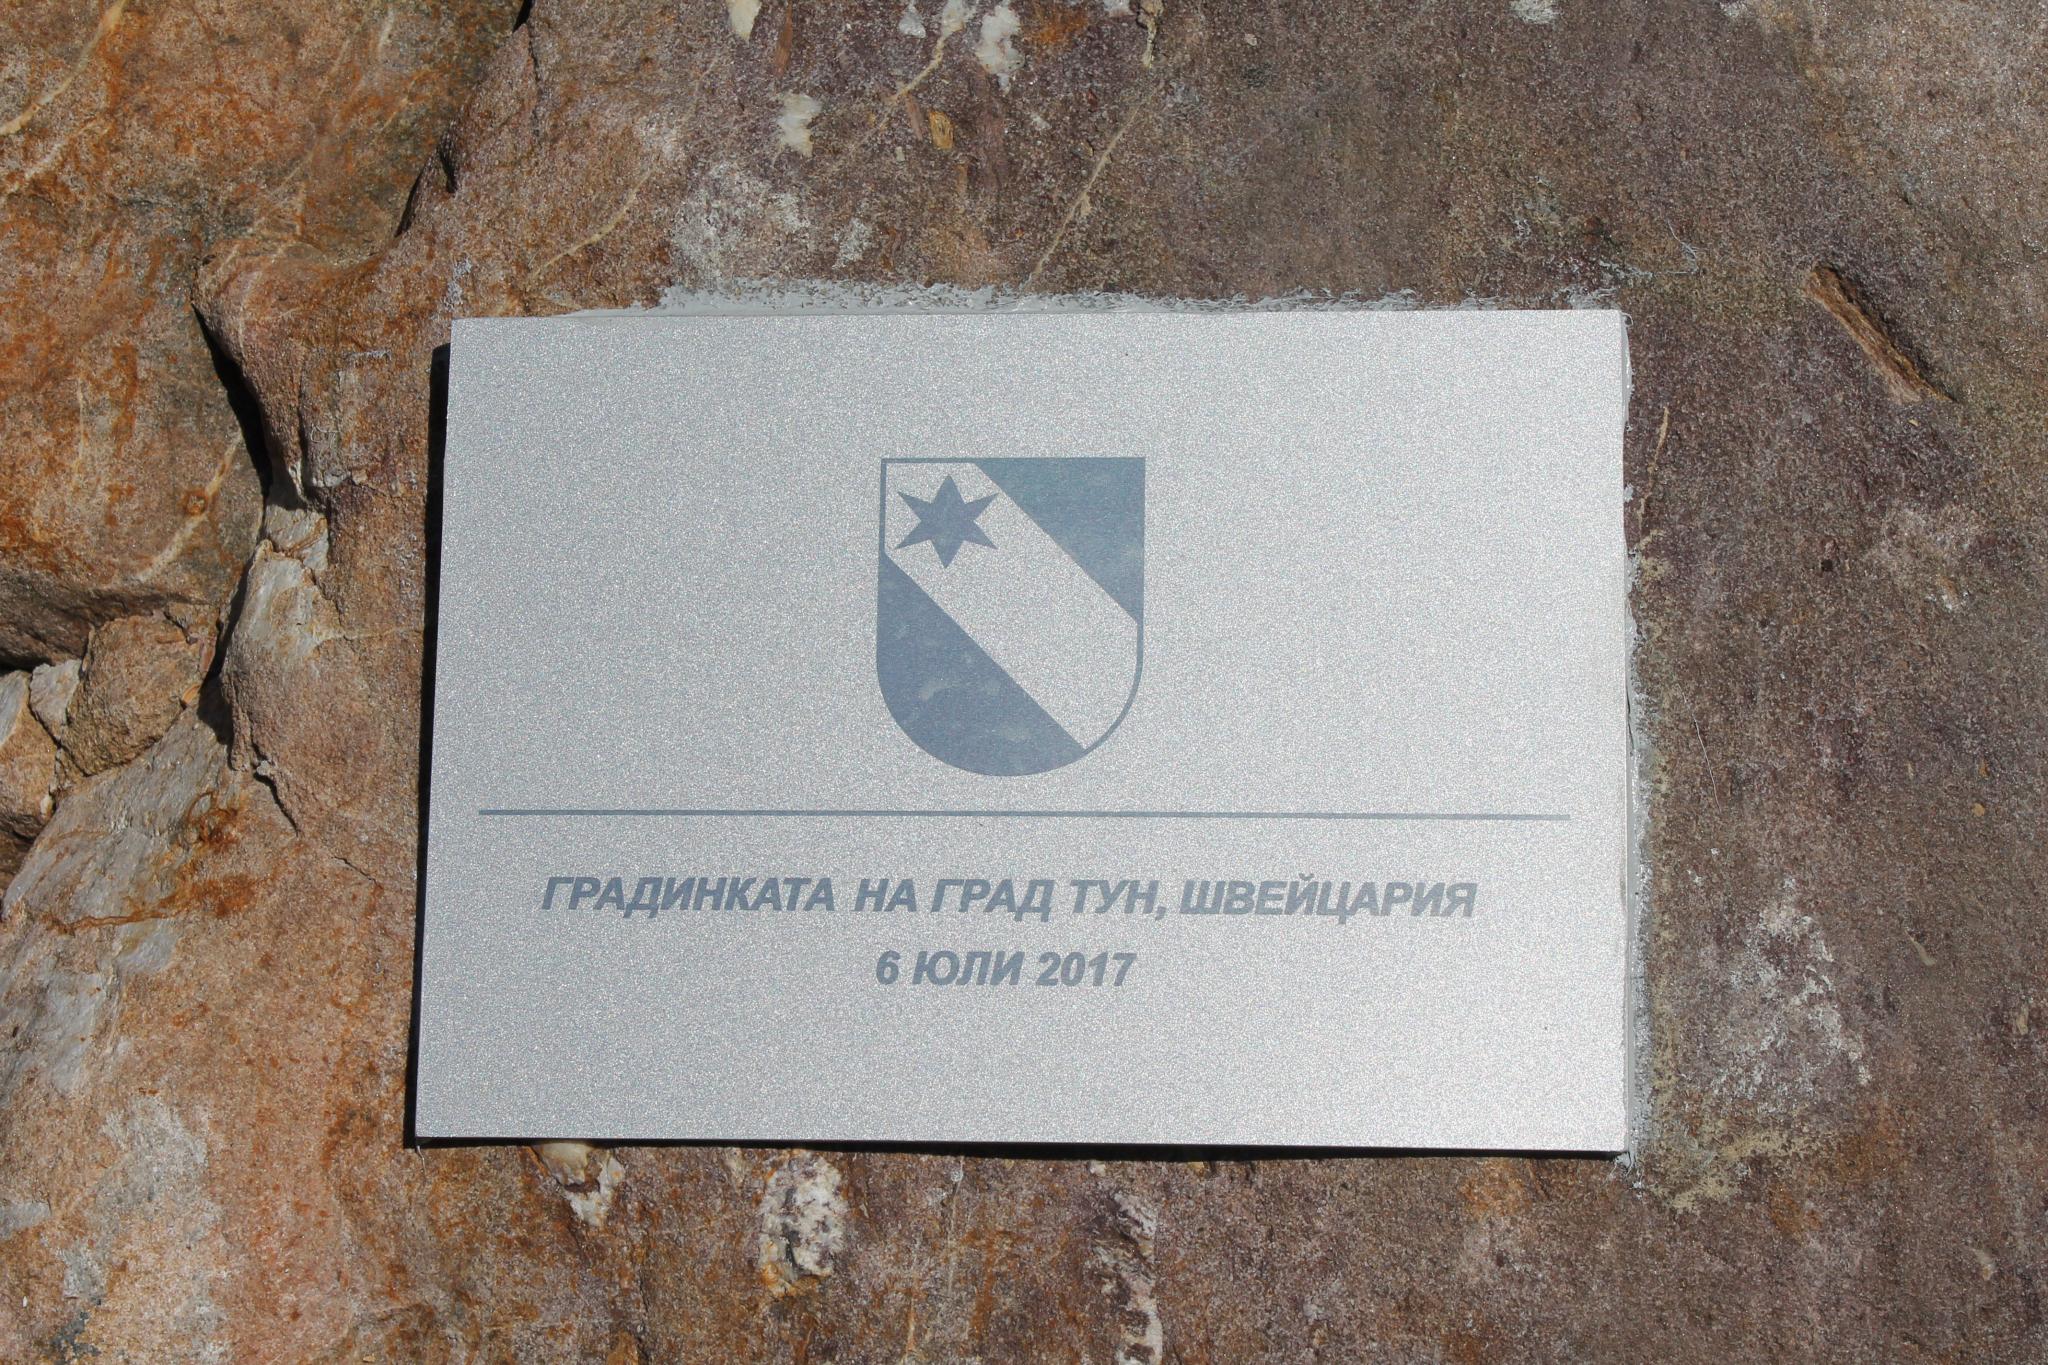 ГРАДИНКАТА НА ГРАД ТУН, ШВЕЙЦАРИЯ
6 ЮЛИ 2017